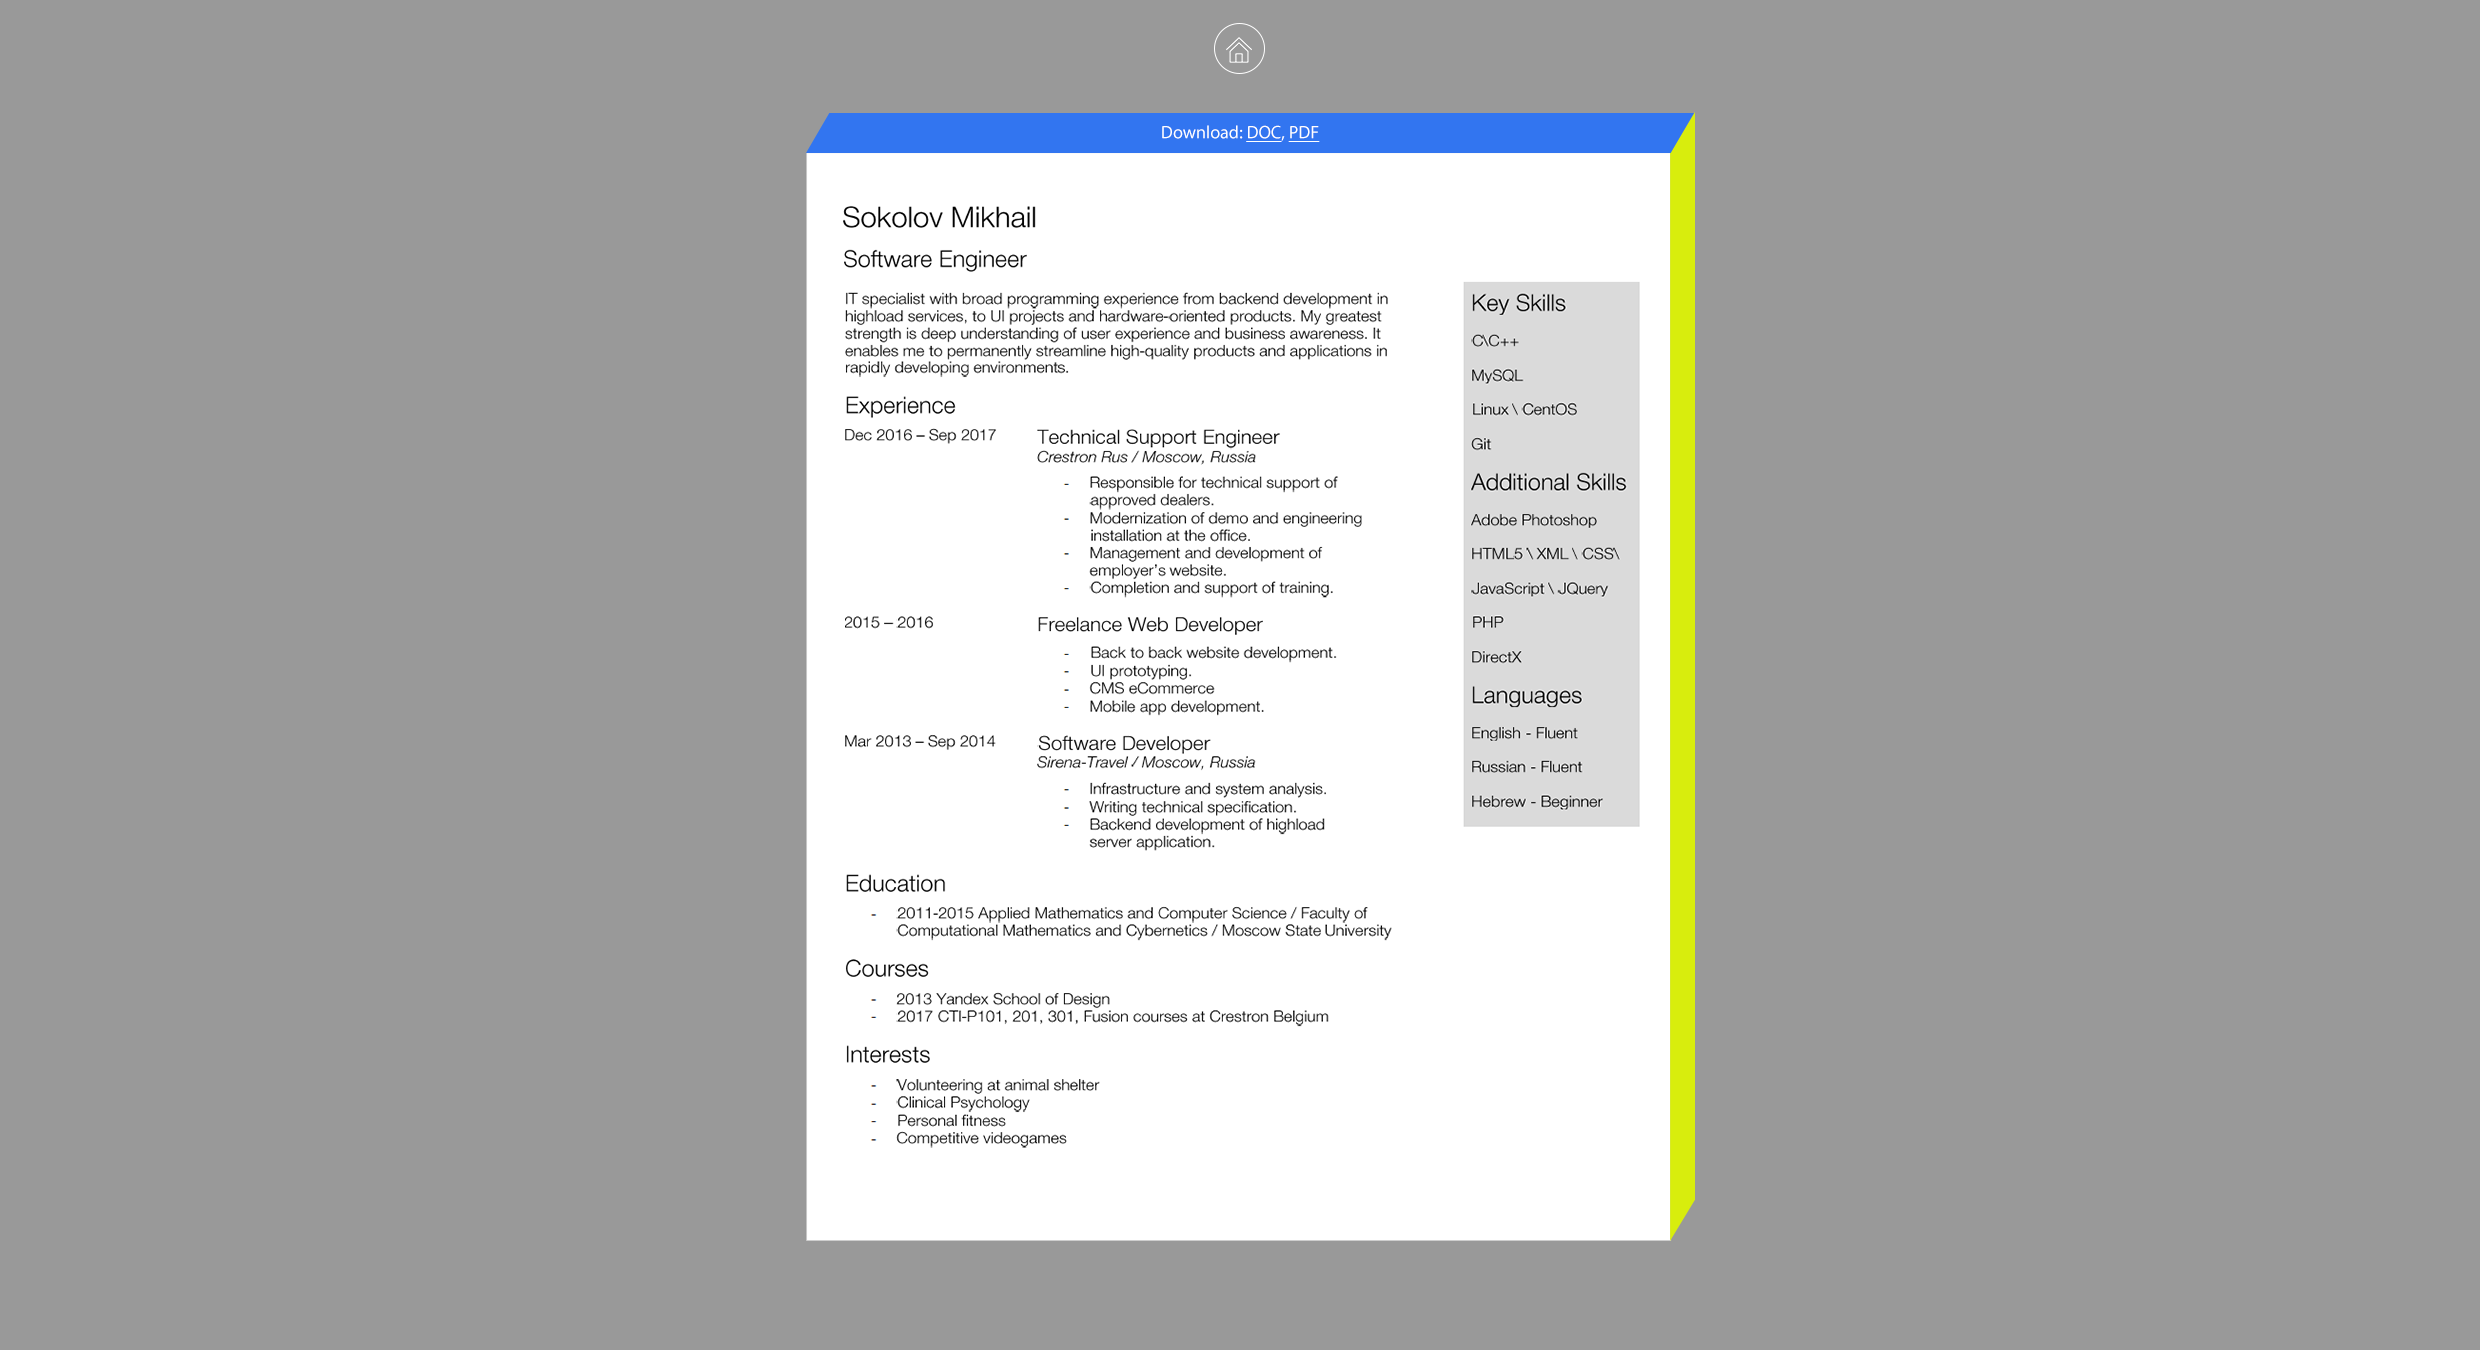 Download: DOC, PDF
Sokolov Mikhail
Software Engineer
IT specialist with broad programming experience from backend development in
highload services, to UI projects and hardware-oriented products. My greatest
strength is deep understanding of user experience and business awareness. It
enables me to permanently streamline high-quality products and applications in
rapidly developing environments.
Experience
Dec 2016 – Sep 2017
Technical Support Engineer
Crestron Rus / Moscow, Russia
- Responsible for technical support of
approved dealers.
- Modernization of demo and engineering
installation at the office.
- Management and development of
employer’s website.
- Completion and support of training.
2015 – 2016
Freelance Web Developer
- Back to back website development.
- UI prototyping.
- CMS eCommerce
- Mobile app development.
Mar 2013 – Sep 2014
Software Developer
Sirena-Travel / Moscow, Russia
- Infrastructure and system analysis.
- Writing technical specification.
- Backend development of highload
server application.
Education
- 2011-2015 Applied Mathematics and Computer Science / Faculty of
Computational Mathematics and Cybernetics / Moscow State University
Courses
- 2013 Yandex School of Design
- 2017 CTI-P101, 201, 301, Fusion courses at Crestron Belgium
Interests
- Volunteering at animal shelter
- Clinical Psychology
- Personal fitness
- Competitive videogames
Key Skills
C\C++
MySQL
Linux \ CentOS
Git
Additional Skills
Adobe Photoshop
HTML5 \ XML \ CSS\
JavaScript \ JQuery
PHP
DirectX
Languages
English - Fluent
Russian - Fluent
Hebrew - Beginner